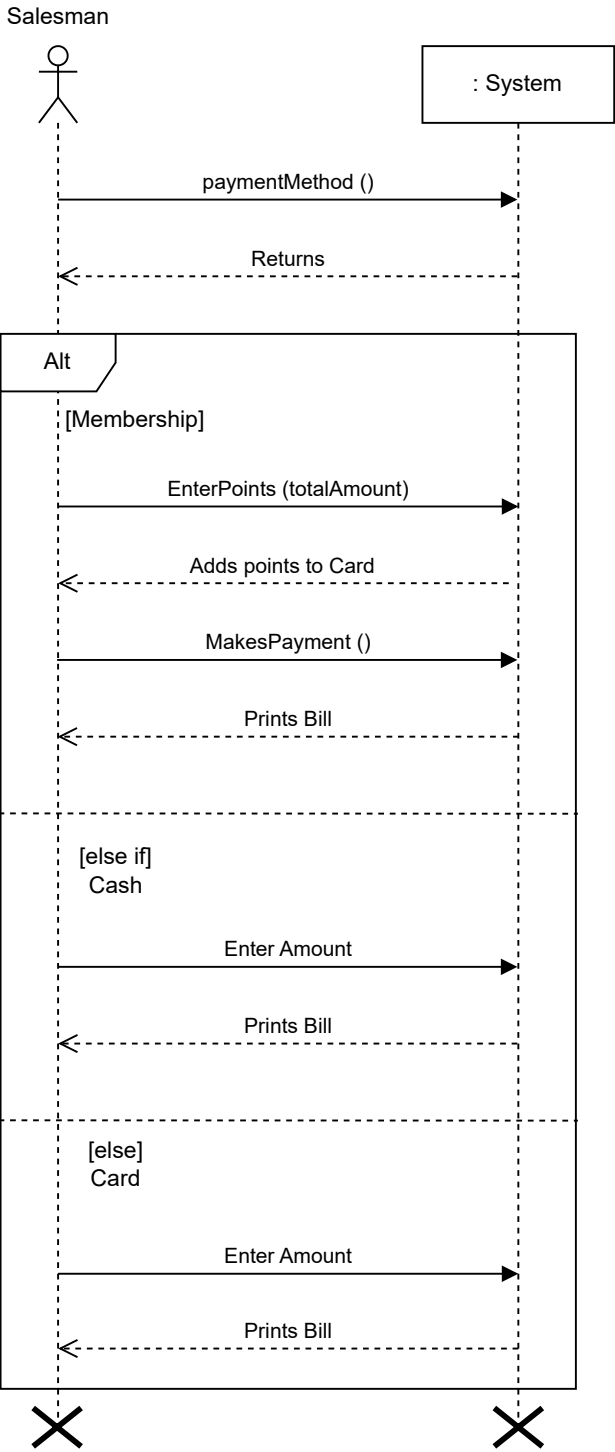 Salesman
: System
paymentMethod ()
Returns
Alt
[Membership]
EnterPoints (totalAmount)
Adds points to Card
MakesPayment ()
Prints Bill
[else if]
Cash
Enter Amount
Prints Bill
[else]
Card
Enter Amount
Prints Bill